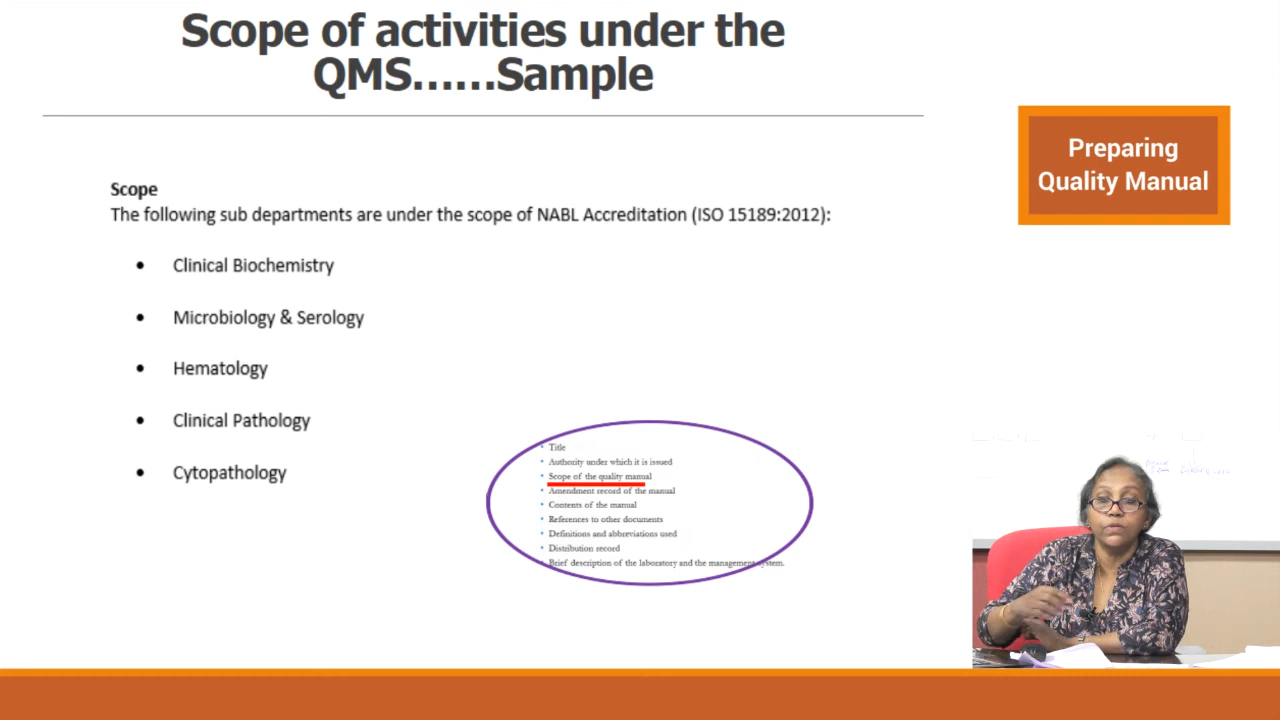 Scope of activities under the
QMS......Sample
Preparing
Quality Manual
Scope
The following sub departments are under the scope of NABL Accreditation (ISO 15189:2012):
• Clinical Biochemistry
• Microbiology & Serology
• Hematology
• Clinical Pathology
• Cytopathology
• Title
• Authority under which it is issued
• Scope of the quality manual
• Amendment record of the manual
• Contents of the manual
• References to other documents
• Definitions and abbreviations used
• Distribution record
• Brief description of the laboratory and the management system.